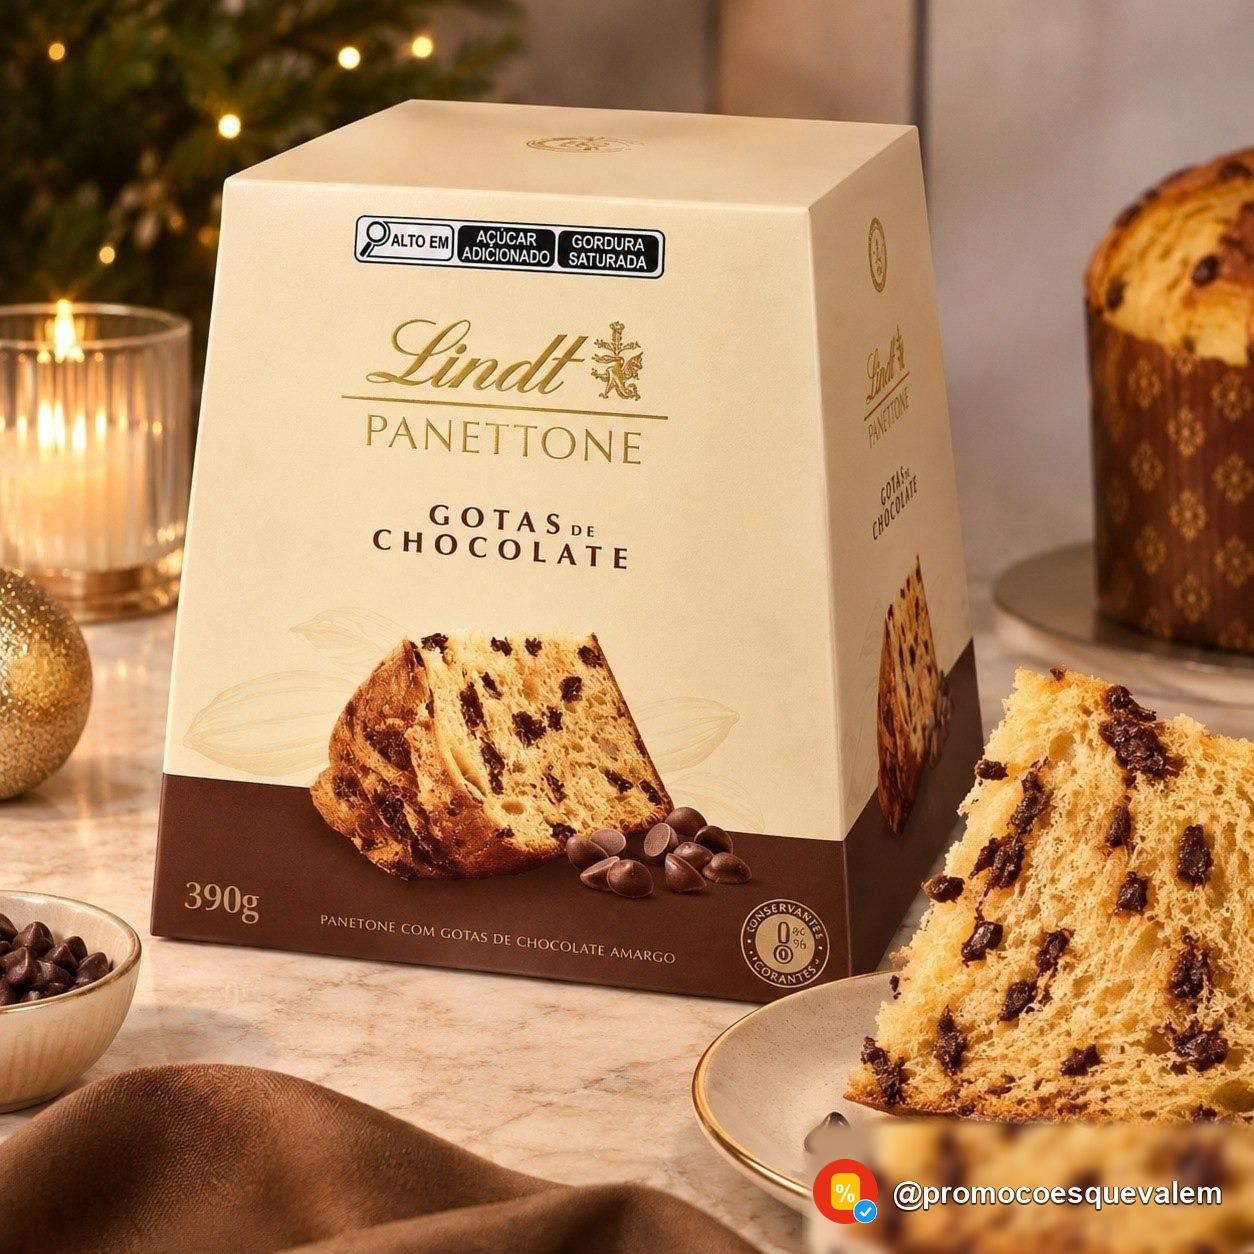 ALTO EM
AÇÚCAR
ADICIONADO
GORDURA
SATURADA
Lindt
PANETTONE
GOTAS DE
CHOCOLATE
390g
PANETONE COM GOTAS DE CHOCOLATE AMARGO
CONSERVANTES
0%
CORANTES
Lindt
PANETTONE
GOTAS DE
CHOCOLATE
%
@promocoesquevalem